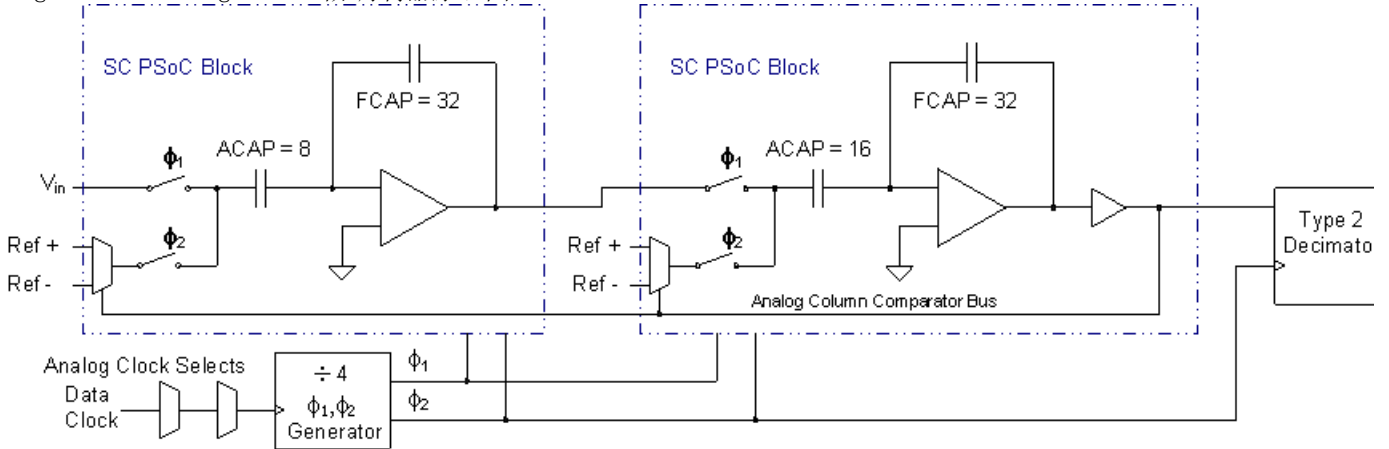 SC PSoC Block
FCAP = 32
ACAP = 8
ϕ1
Vin
ϕ2
Ref +
Ref -
SC PSoC Block
FCAP = 32
ACAP = 16
ϕ1
ϕ2
Ref +
Ref -
Analog Column Comparator Bus
Type 2
Decimato
Analog Clock Selects
Data
Clock
÷ 4
ϕ1,ϕ2
Generator
ϕ1
ϕ2